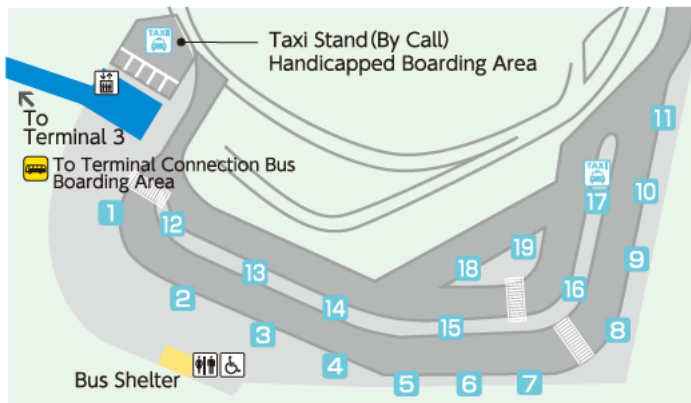 TAXI
Taxi Stand(By Call)
Handicapped Boarding Area
To
Terminal 3
To Terminal Connection Bus
Boarding Area
11
TAXI
17
10
1
12
19
18
9
13
2
16
14
15
3
8
4
Bus Shelter
5
6
7